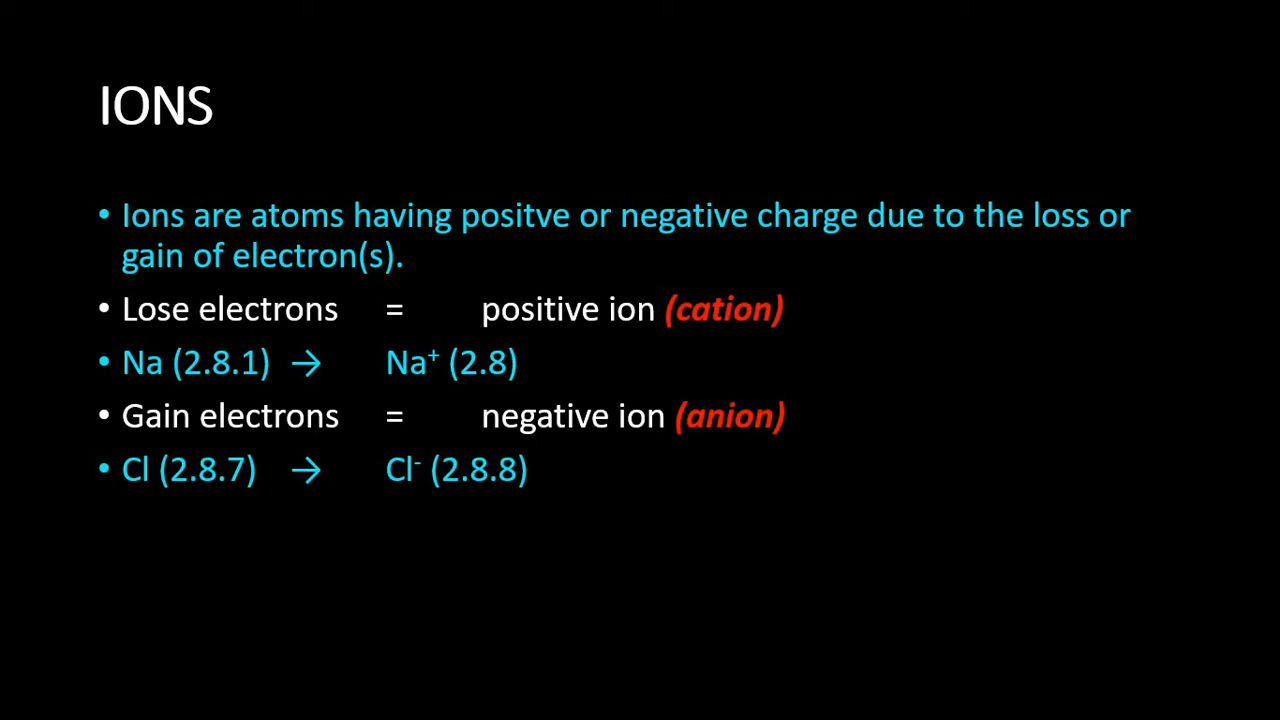 IONS
• Ions are atoms having positve or negative charge due to the loss or
gain of electron(s).
• Lose electrons = positive ion (cation)
• Na (2.8.1) → Na⁺ (2.8)
• Gain electrons = negative ion (anion)
• Cl (2.8.7) → Cl⁻ (2.8.8)